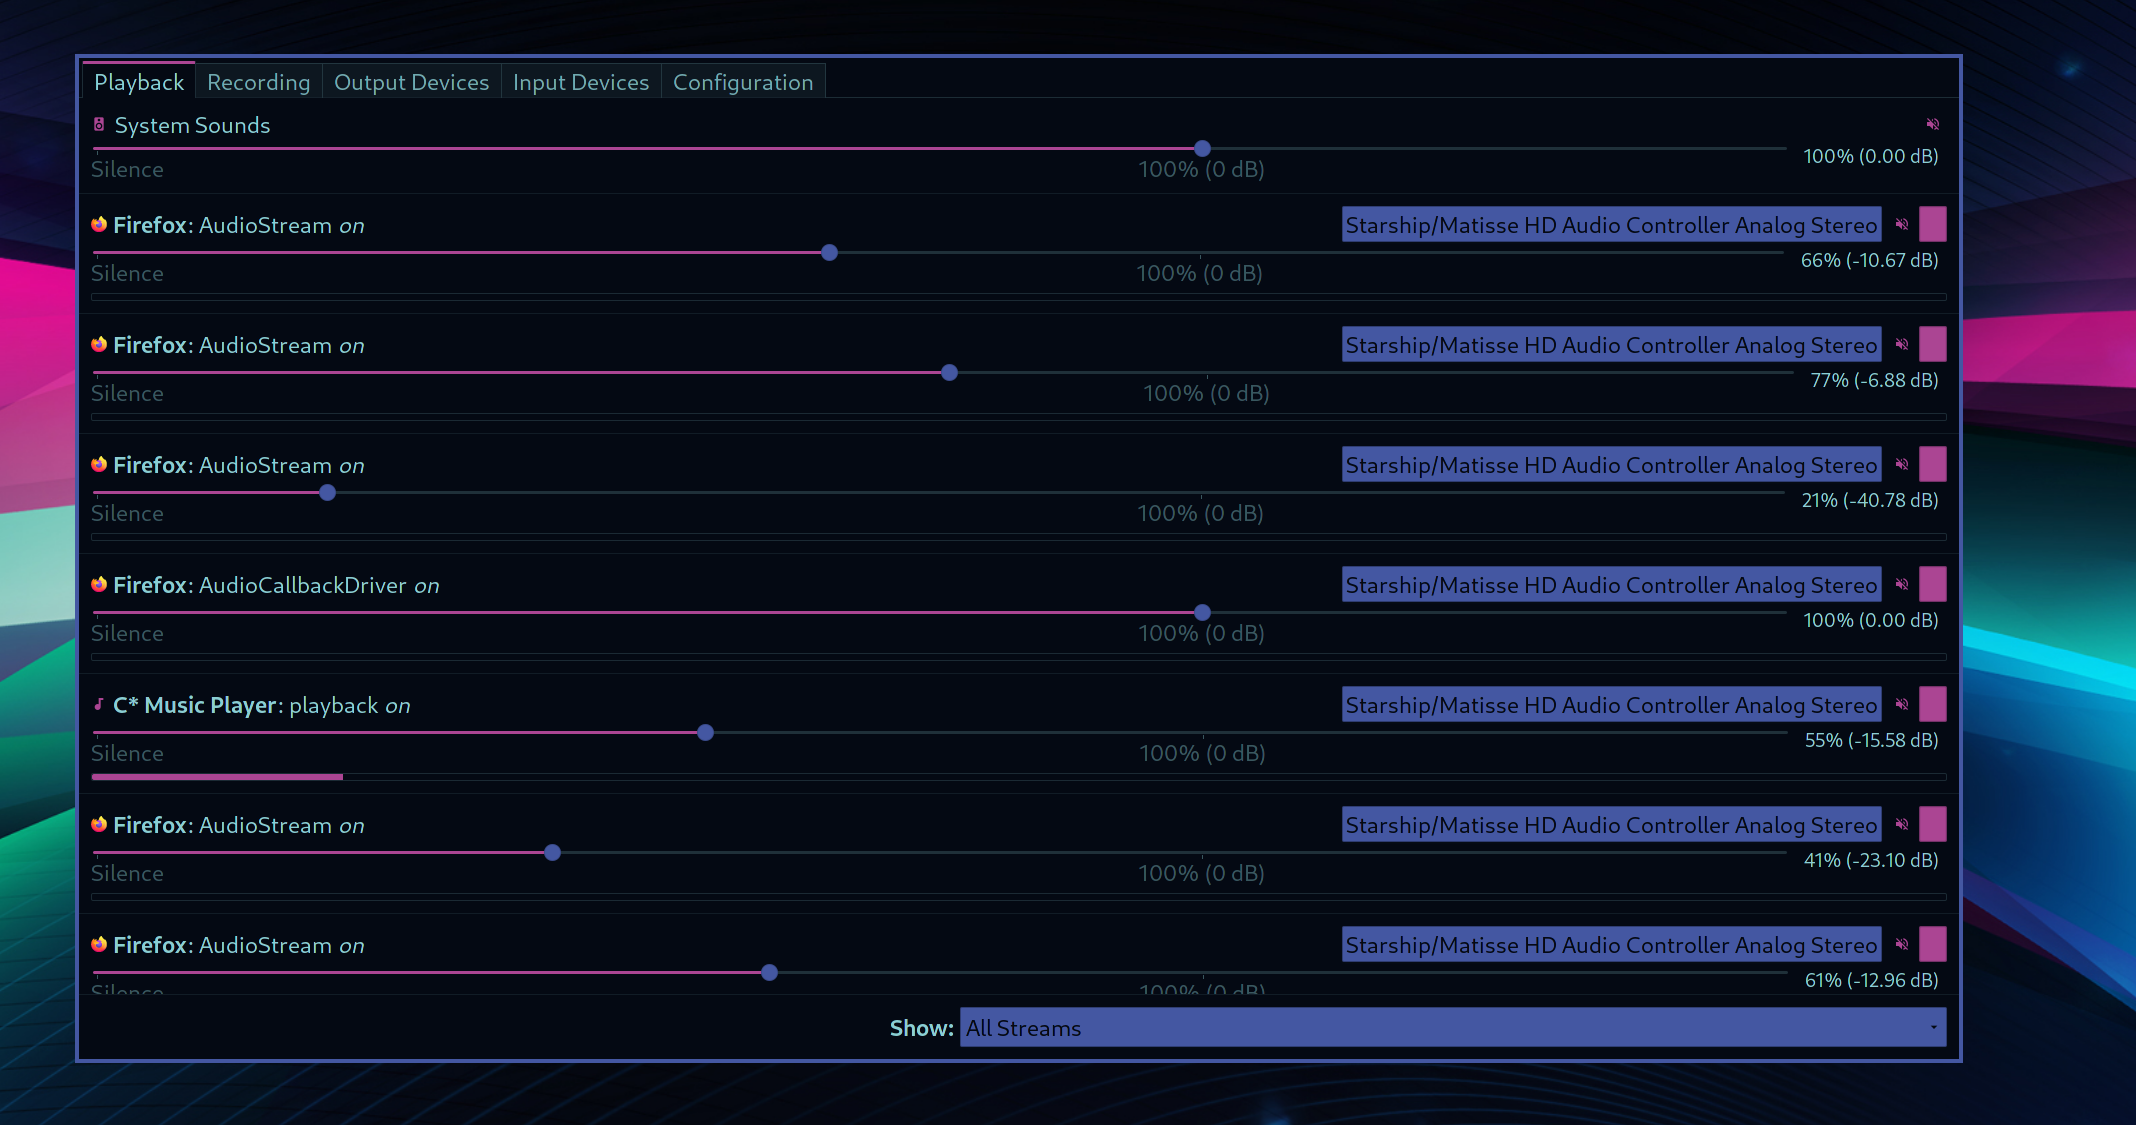 Playback Recording Output Devices Input Devices Configuration
System Sounds
100% (0.00 dB)
Silence 100% (0 dB)
Firefox: AudioStream on Starship/Matisse HD Audio Controller Analog Stereo
66% (-10.67 dB)
Silence 100% (0 dB)
Firefox: AudioStream on Starship/Matisse HD Audio Controller Analog Stereo
77% (-6.88 dB)
Silence 100% (0 dB)
Firefox: AudioStream on Starship/Matisse HD Audio Controller Analog Stereo
21% (-40.78 dB)
Silence 100% (0 dB)
Firefox: AudioCallbackDriver on Starship/Matisse HD Audio Controller Analog Stereo
100% (0.00 dB)
Silence 100% (0 dB)
C* Music Player: playback on Starship/Matisse HD Audio Controller Analog Stereo
55% (-15.58 dB)
Silence 100% (0 dB)
Firefox: AudioStream on Starship/Matisse HD Audio Controller Analog Stereo
41% (-23.10 dB)
Silence 100% (0 dB)
Firefox: AudioStream on Starship/Matisse HD Audio Controller Analog Stereo
61% (-12.96 dB)
Silence 100% (0 dB)
Show: All Streams